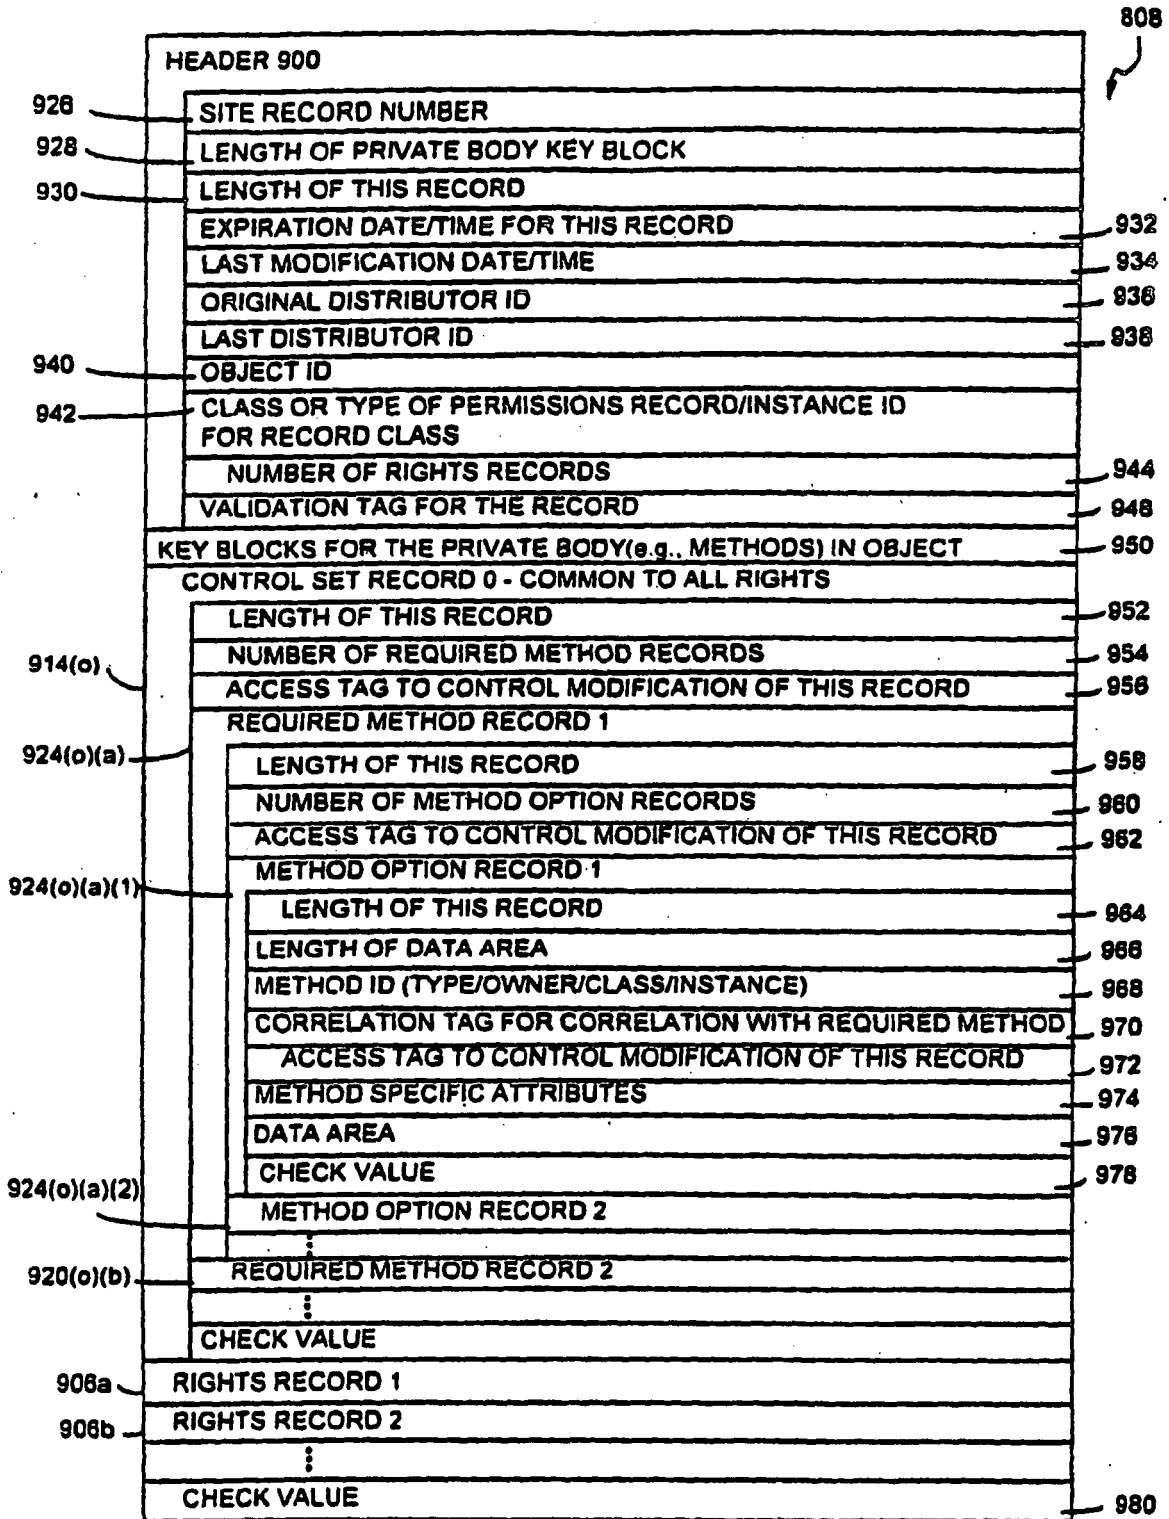 808
HEADER 900
926 SITE RECORD NUMBER
928 LENGTH OF PRIVATE BODY KEY BLOCK
930 LENGTH OF THIS RECORD
EXPIRATION DATE/TIME FOR THIS RECORD 932
LAST MODIFICATION DATE/TIME 934
ORIGINAL DISTRIBUTOR ID 936
LAST DISTRIBUTOR ID 938
940 OBJECT ID
942 CLASS OR TYPE OF PERMISSIONS RECORD/INSTANCE ID
FOR RECORD CLASS
NUMBER OF RIGHTS RECORDS 944
VALIDATION TAG FOR THE RECORD 948
KEY BLOCKS FOR THE PRIVATE BODY(e.g., METHODS) IN OBJECT 950
CONTROL SET RECORD 0 - COMMON TO ALL RIGHTS
LENGTH OF THIS RECORD 952
914(o) NUMBER OF REQUIRED METHOD RECORDS 954
ACCESS TAG TO CONTROL MODIFICATION OF THIS RECORD 956
REQUIRED METHOD RECORD 1
924(o)(a) LENGTH OF THIS RECORD 958
NUMBER OF METHOD OPTION RECORDS 960
ACCESS TAG TO CONTROL MODIFICATION OF THIS RECORD 962
METHOD OPTION RECORD 1
924(o)(a)(1) LENGTH OF THIS RECORD 964
LENGTH OF DATA AREA 966
METHOD ID (TYPE/OWNER/CLASS/INSTANCE) 968
CORRELATION TAG FOR CORRELATION WITH REQUIRED METHOD 970
ACCESS TAG TO CONTROL MODIFICATION OF THIS RECORD 972
METHOD SPECIFIC ATTRIBUTES 974
DATA AREA 976
CHECK VALUE 978
924(o)(a)(2) METHOD OPTION RECORD 2
920(o)(b) REQUIRED METHOD RECORD 2
CHECK VALUE
906a RIGHTS RECORD 1
906b RIGHTS RECORD 2
CHECK VALUE 980